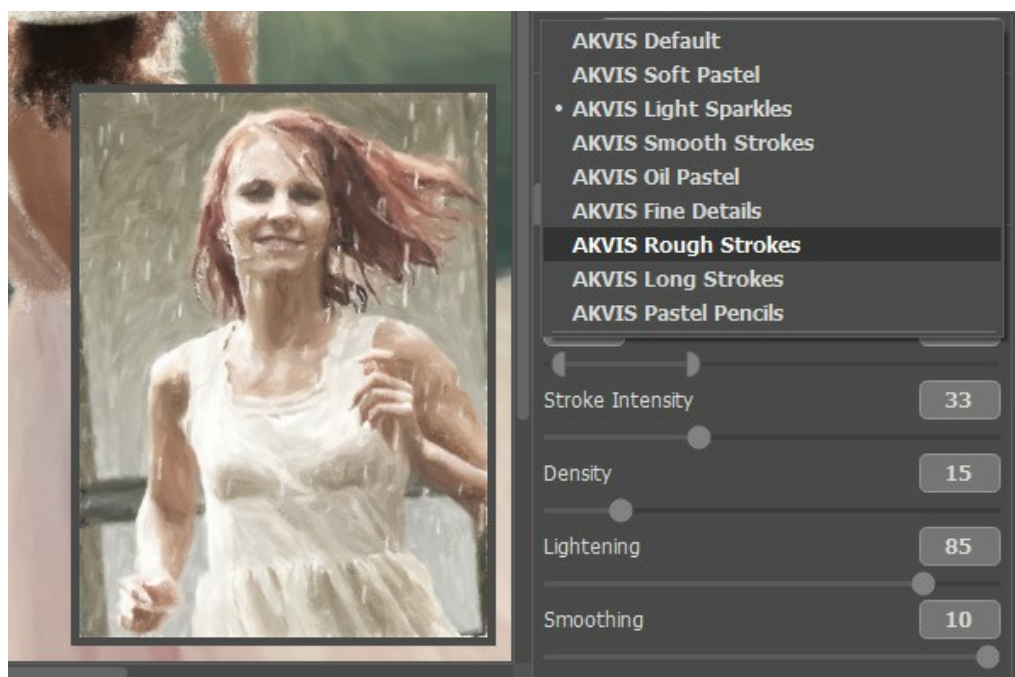 AKVIS Default
AKVIS Soft Pastel
• AKVIS Light Sparkles
AKVIS Smooth Strokes
AKVIS Oil Pastel
AKVIS Fine Details
AKVIS Rough Strokes
AKVIS Long Strokes
AKVIS Pastel Pencils
Stroke Intensity 33
Density 15
Lightening 85
Smoothing 10